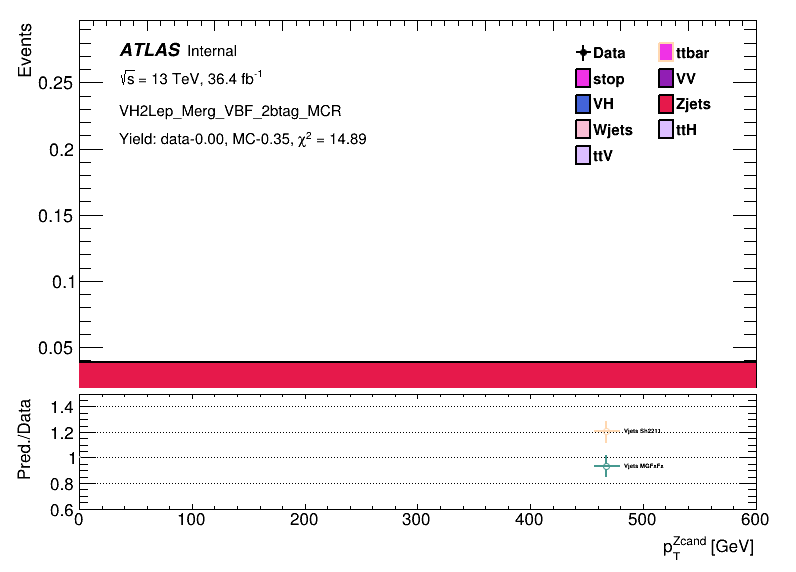 Events
ATLAS Internal
√s = 13 TeV, 36.4 fb⁻¹
VH2Lep_Merg_VBF_2btag_MCR
Yield: data-0.00, MC-0.35, χ² = 14.89
Data
ttbar
stop
VV
VH
Zjets
Wjets
ttH
ttV
0.25
0.2
0.15
0.1
0.05
Pred./Data
1.4
1.2
1
0.8
0.6
Vjets Sh2211
Vjets MGFxFx
0 100 200 300 400 500 600
p_T^Zcand [GeV]